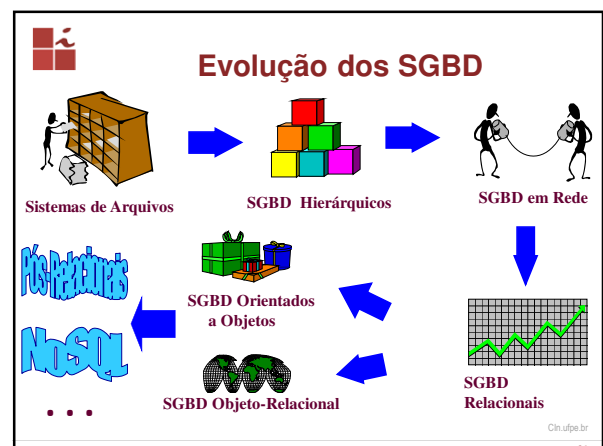 Evolução dos SGBD
Sistemas de Arquivos
SGBD Hierárquicos
SGBD em Rede
Pós-Relacionais
NoSQL
. . .
SGBD Orientados
a Objetos
SGBD Objeto-Relacional
SGBD
Relacionais
CIn.ufpe.br